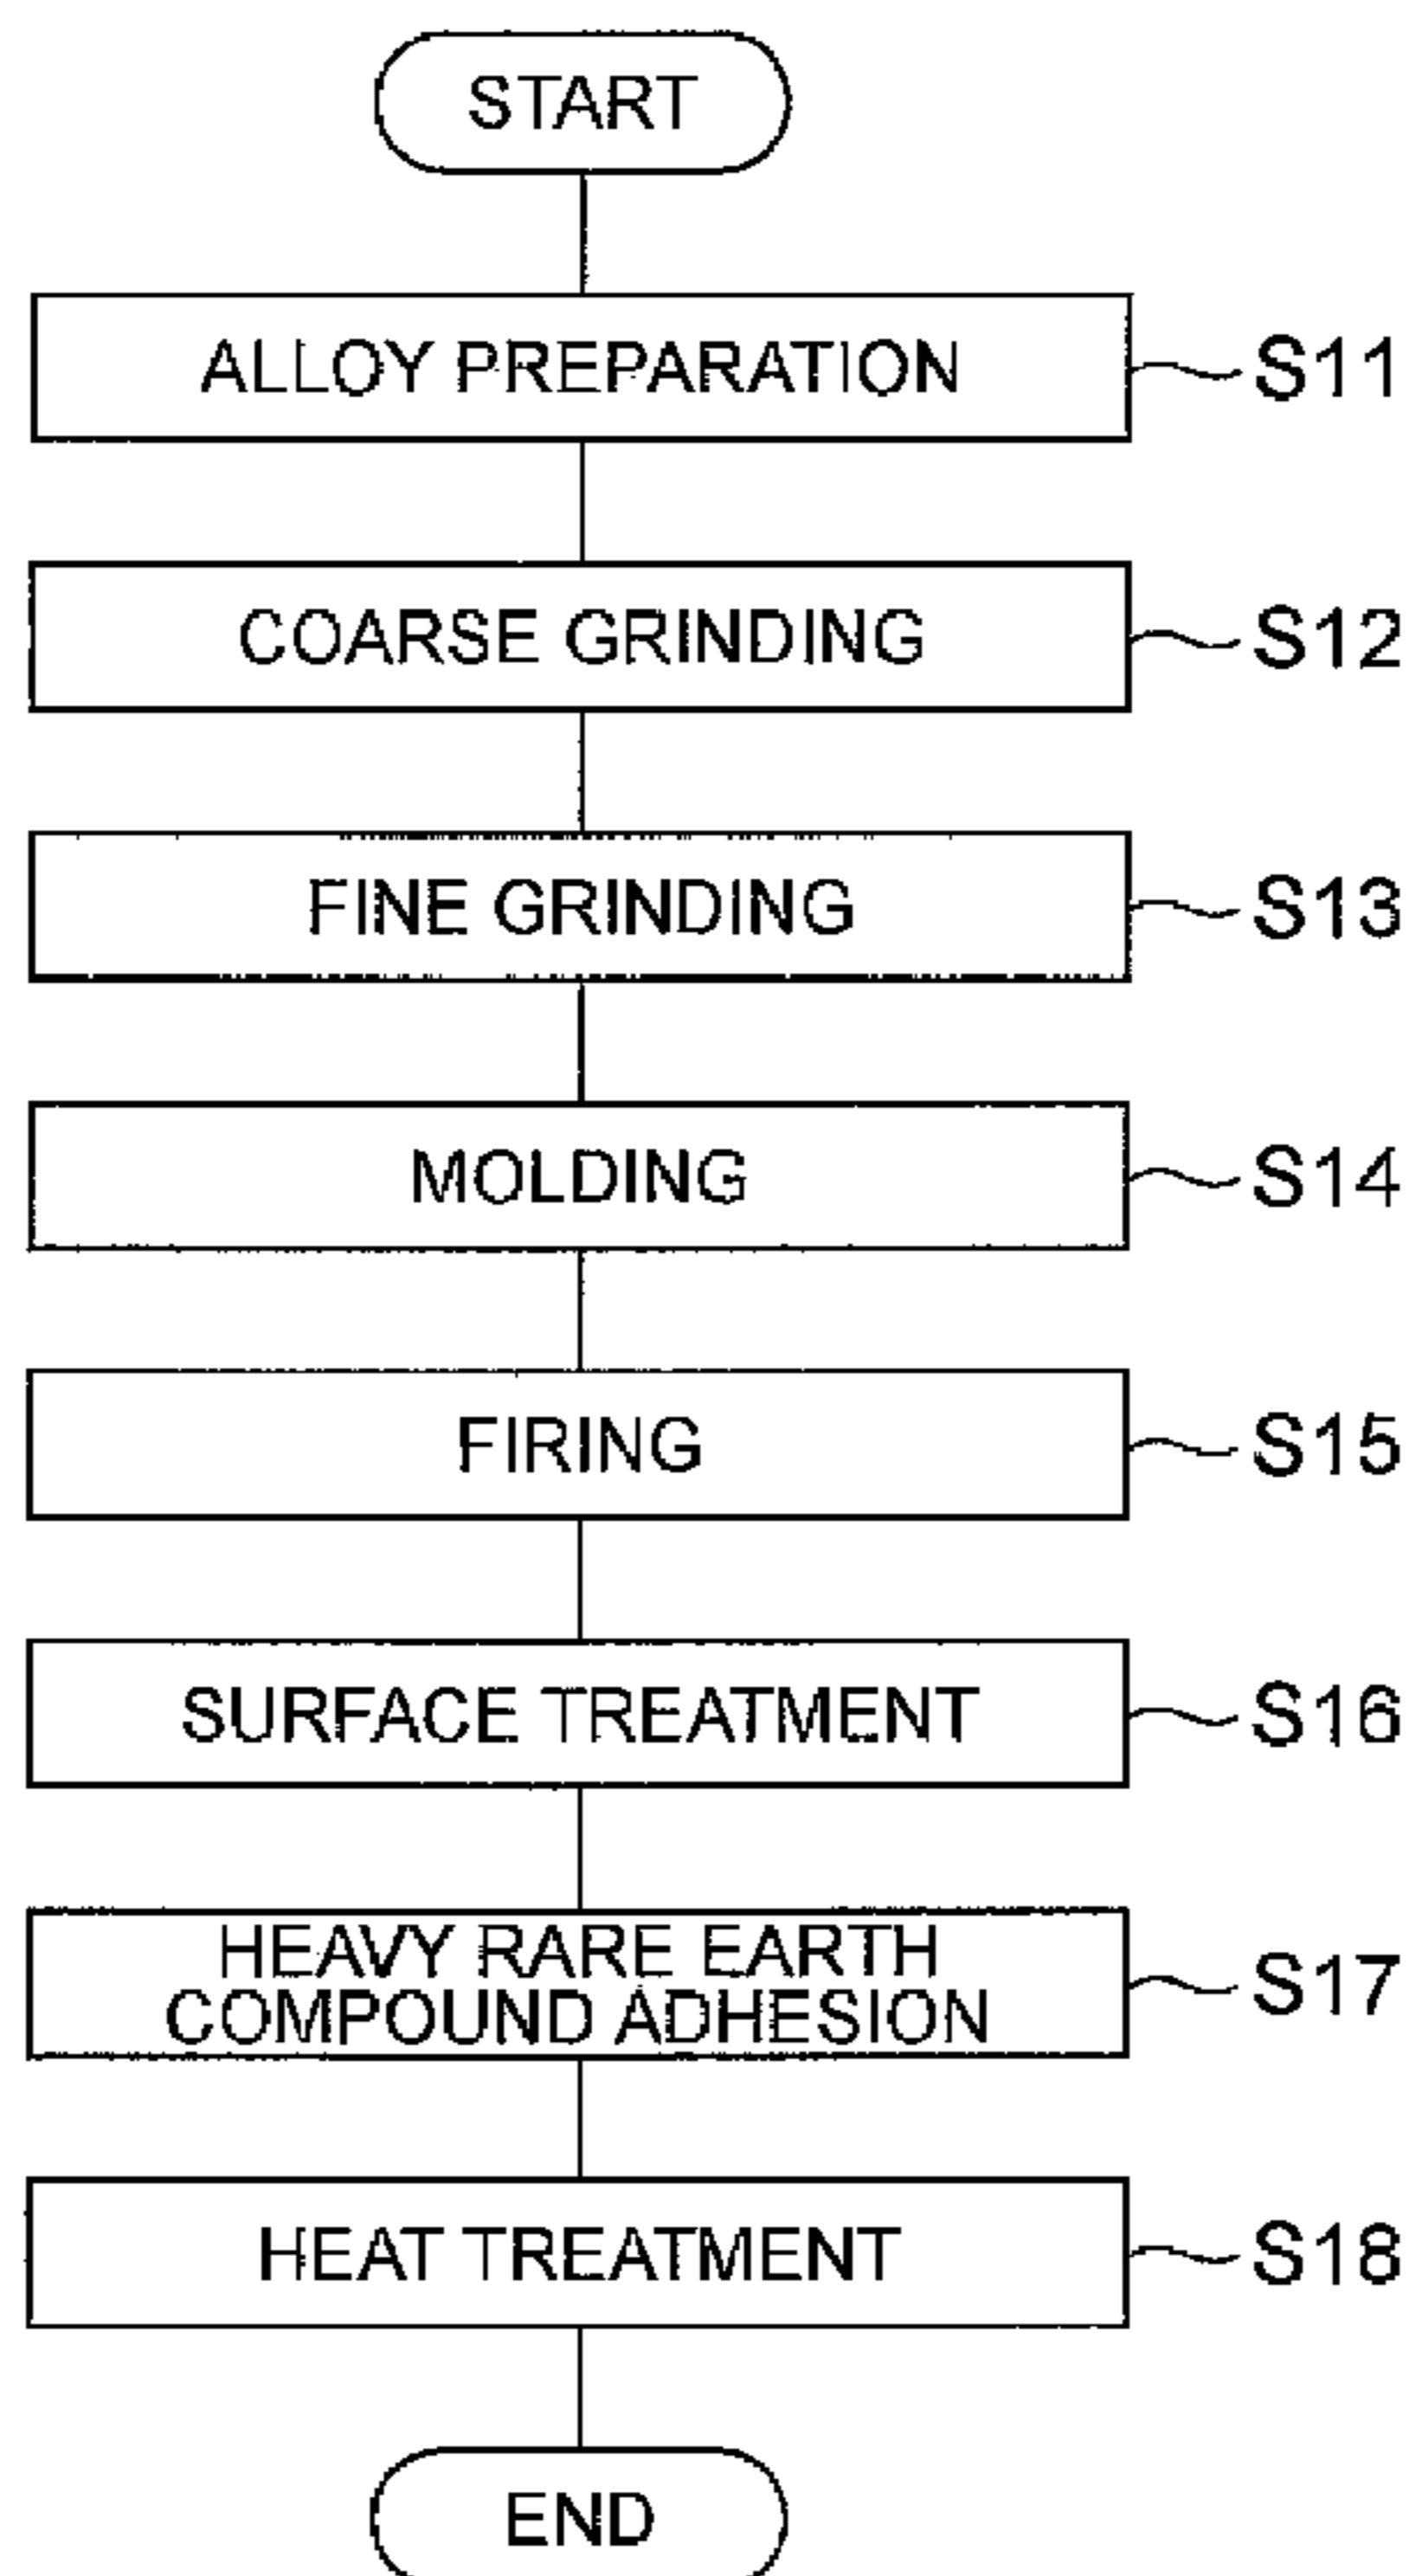 START
ALLOY PREPARATION
S11
COARSE GRINDING
S12
FINE GRINDING
S13
MOLDING
S14
FIRING
S15
SURFACE TREATMENT
S16
HEAVY RARE EARTH
COMPOUND ADHESION
S17
HEAT TREATMENT
S18
END